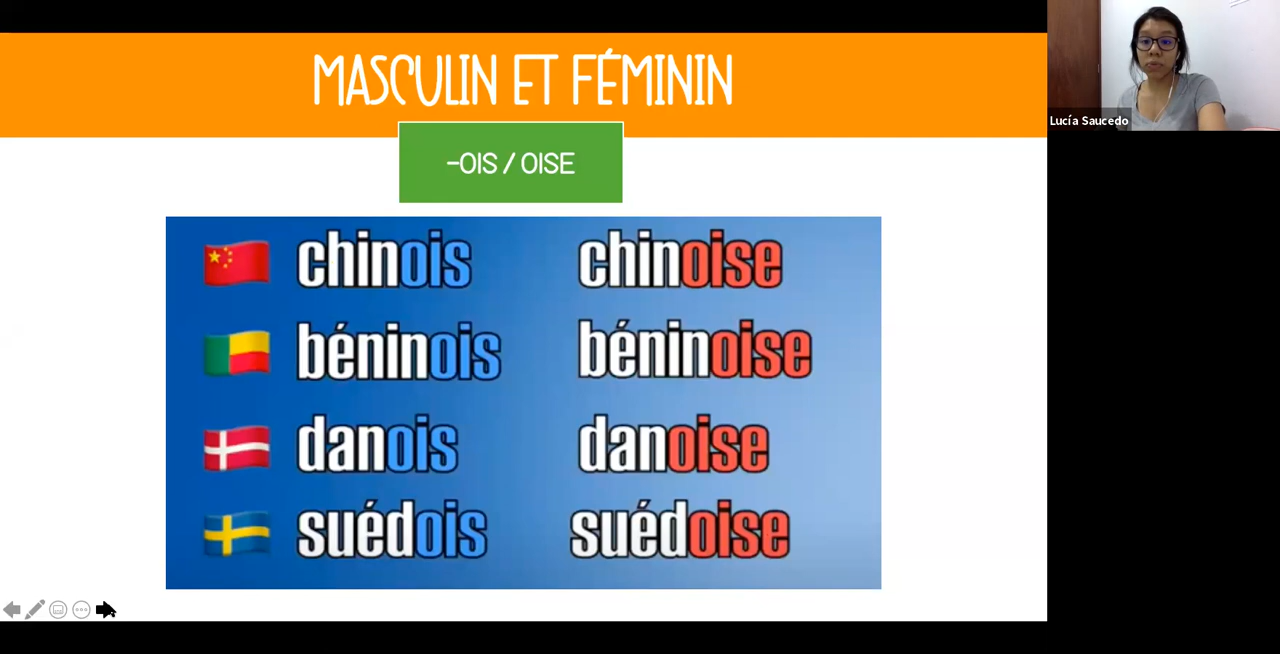 MASCULIN ET FÉMININ
-OIS / OISE
chinois chinoise
béninois béninoise
danois danoise
suédois suédoise
Lucía Saucedo